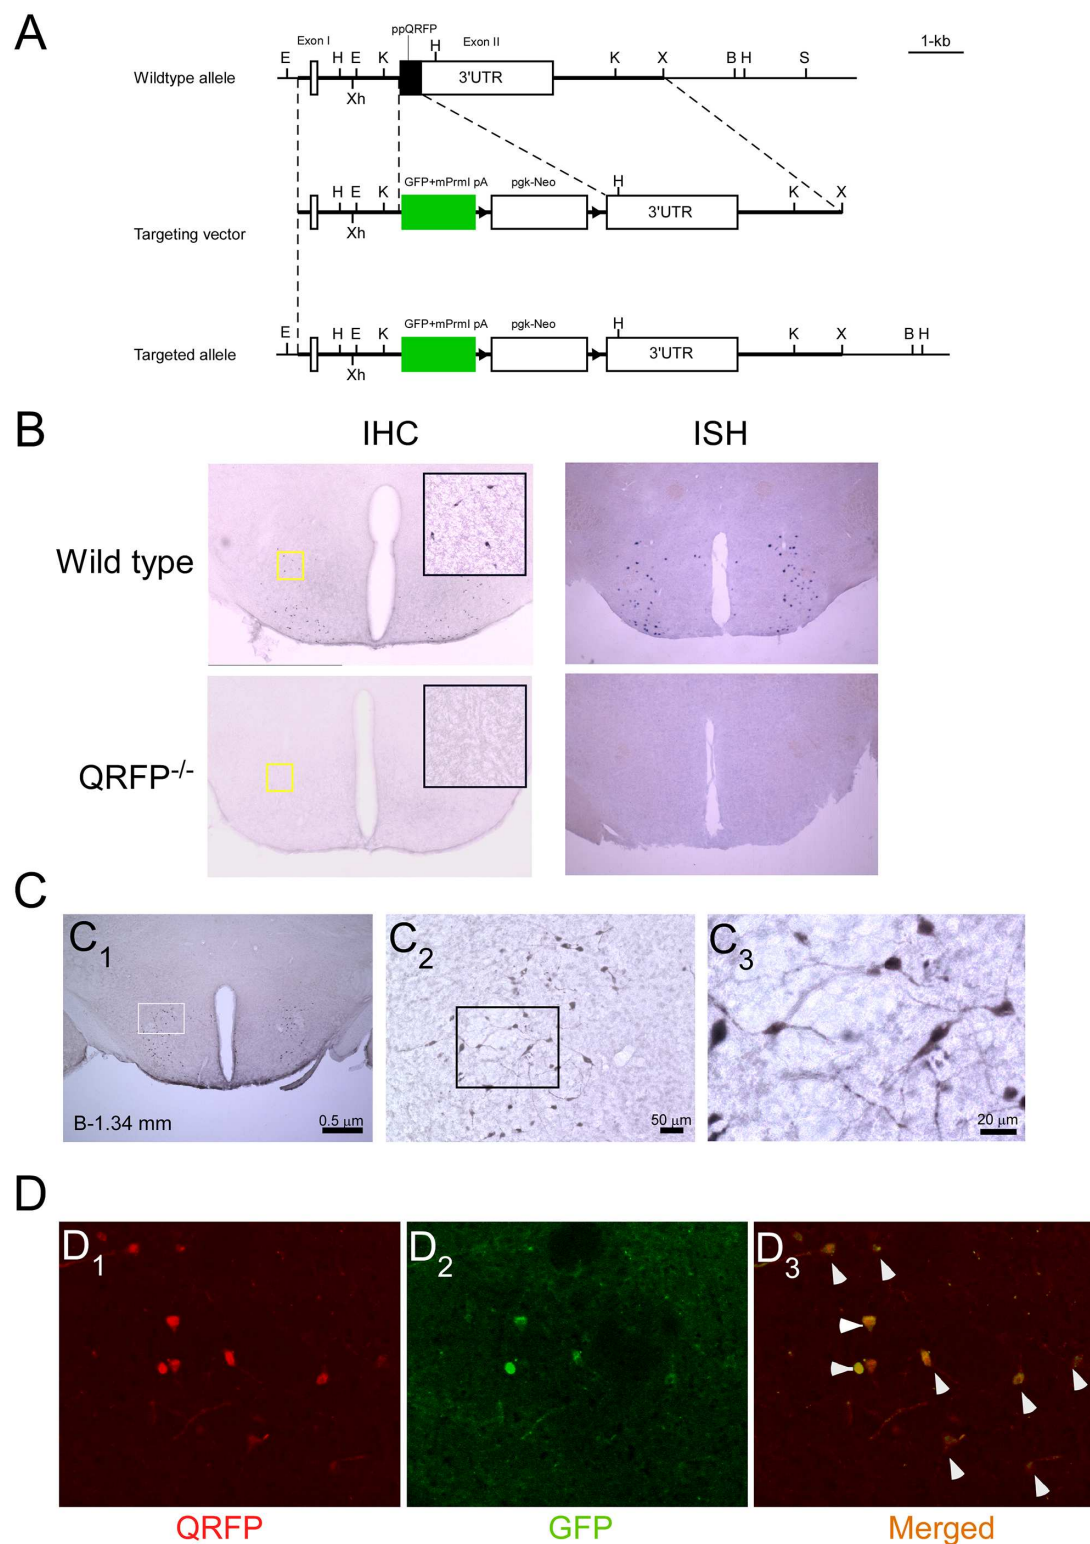 A
ppQRFP
Exon I
Exon II
1-kb
E H E K H K X B H S
Wildtype allele
3'UTR
Xh
GFP+mPrmI pA
pgk-Neo
H E K H K X
3'UTR
Xh
Targeting vector
GFP+mPrmI pA
pgk-Neo
E H E K H K X B H
Targeted allele
3'UTR
Xh
B
IHC
ISH
Wild type
QRFP-/-
C
C1
C2
C3
B-1.34 mm
0.5 μm
50 μm
20 μm
D
D1
D2
D3
QRFP
GFP
Merged